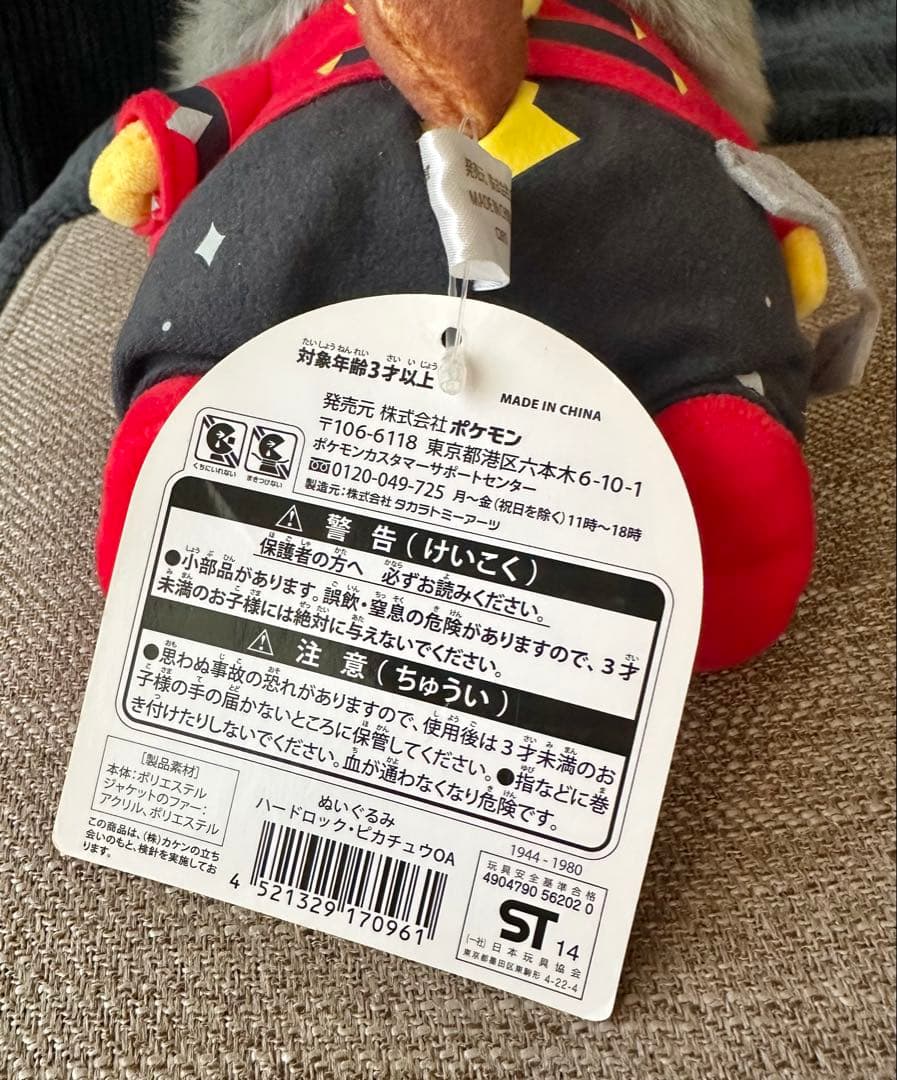 発売元
MADE IN
対象年齢3才以上
MADE IN CHINA
発売元 株式会社ポケモン
〒106-6118 東京都港区六本木6-10-1
ポケモンカスタマーサポートセンター
0120-049-725 月〜金(祝日を除く)11時〜18時
製造元:株式会社 タカラトミーアーツ
くちにいれない
まきつけない
⚠ 警告(けいこく)
保護者の方へ 必ずお読みください。
●小部品があります。誤飲・窒息の危険がありますので、3才
未満のお子様には絶対に与えないでください。
⚠ 注意(ちゅうい)
●思わぬ事故の恐れがありますので、使用後は3才未満のお
子様の手の届かないところに保管してください。●指などに巻
き付けたりしないでください。血が通わなくなり危険です。
[製品素材]
本体:ポリエステル
ジャケットのファー:
アクリル、ポリエステル
この商品は、(株)カケンの立ち
会いのもと、検針を実施してお
ります。
ぬいぐるみ
ハードロック・ピカチュウOA
4 521329 170961
1944-1980
玩具安全基準合格
4904790 56202 0
ST 14
(一社)日本玩具協会
東京都墨田区東駒形 4-22-4